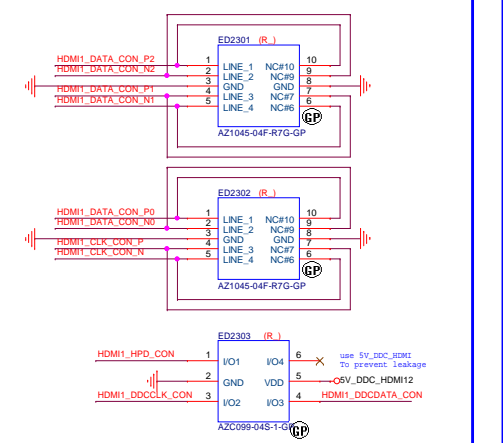 ED2301 (R_)
HDMI1_DATA_CON_P2 1 LINE_1 NC#10 10
HDMI1_DATA_CON_N2 2 LINE_2 NC#9 9
3 GND GND 8
HDMI1_DATA_CON_P1 4 LINE_3 NC#7 7
HDMI1_DATA_CON_N1 5 LINE_4 NC#6 6
GP
AZ1045-04F-R7G-GP
ED2302 (R_)
HDMI1_DATA_CON_P0 1 LINE_1 NC#10 10
HDMI1_DATA_CON_N0 2 LINE_2 NC#9 9
3 GND GND 8
HDMI1_CLK_CON_P 4 LINE_3 NC#7 7
HDMI1_CLK_CON_N 5 LINE_4 NC#6 6
GP
AZ1045-04F-R7G-GP
ED2303 (R_)
HDMI1_HPD_CON 1 I/O1 I/O4 6
use 5V_DDC_HDMI
To prevent leakage
2 GND VDD 5 5V_DDC_HDMI12
HDMI1_DDCCLK_CON 3 I/O2 I/O3 4 HDMI1_DDCDATA_CON
AZC099-04S-1-GP
GP